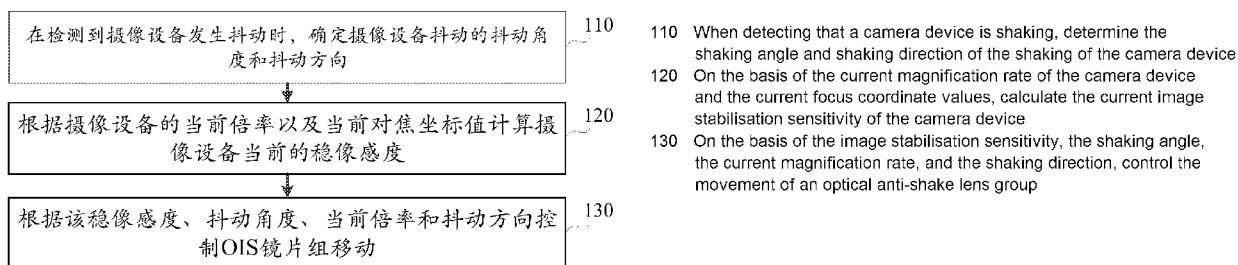 在检测到摄像设备发生抖动时，确定摄像设备抖动的抖动角
度和抖动方向
110
根据摄像设备的当前倍率以及当前对焦坐标值计算摄
像设备当前的稳像感度
120
根据该稳像感度、抖动角度、当前倍率和抖动方向控
制OIS镜片组移动
130
110 When detecting that a camera device is shaking, determine the
shaking angle and shaking direction of the shaking of the camera device
120 On the basis of the current magnification rate of the camera device
and the current focus coordinate values, calculate the current image
stabilisation sensitivity of the camera device
130 On the basis of the image stabilisation sensitivity, the shaking angle,
the current magnification rate, and the shaking direction, control the
movement of an optical anti-shake lens group